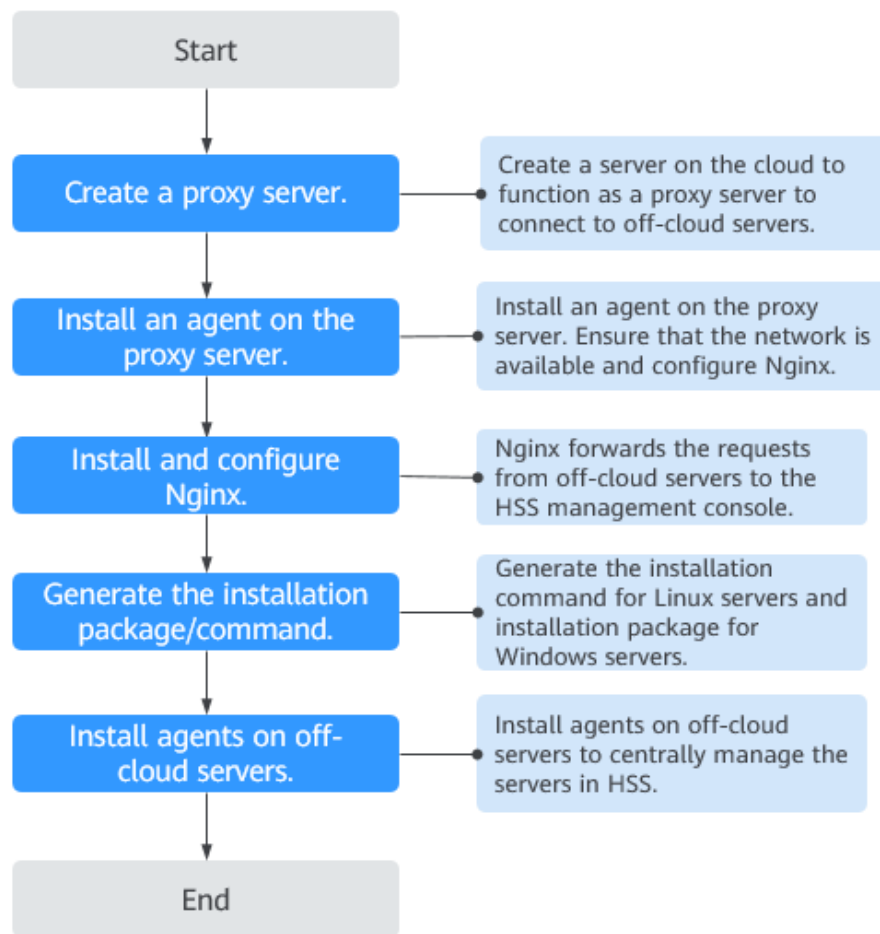 Start
Create a proxy server.
Create a server on the cloud to
function as a proxy server to
connect to off-cloud servers.
Install an agent on the
proxy server.
Install an agent on the proxy
server. Ensure that the network is
available and configure Nginx.
Install and configure
Nginx.
Nginx forwards the requests
from off-cloud servers to the
HSS management console.
Generate the installation
package/command.
Generate the installation
command for Linux servers and
installation package for
Windows servers.
Install agents on off-
cloud servers.
Install agents on off-cloud
servers to centrally manage the
servers in HSS.
End